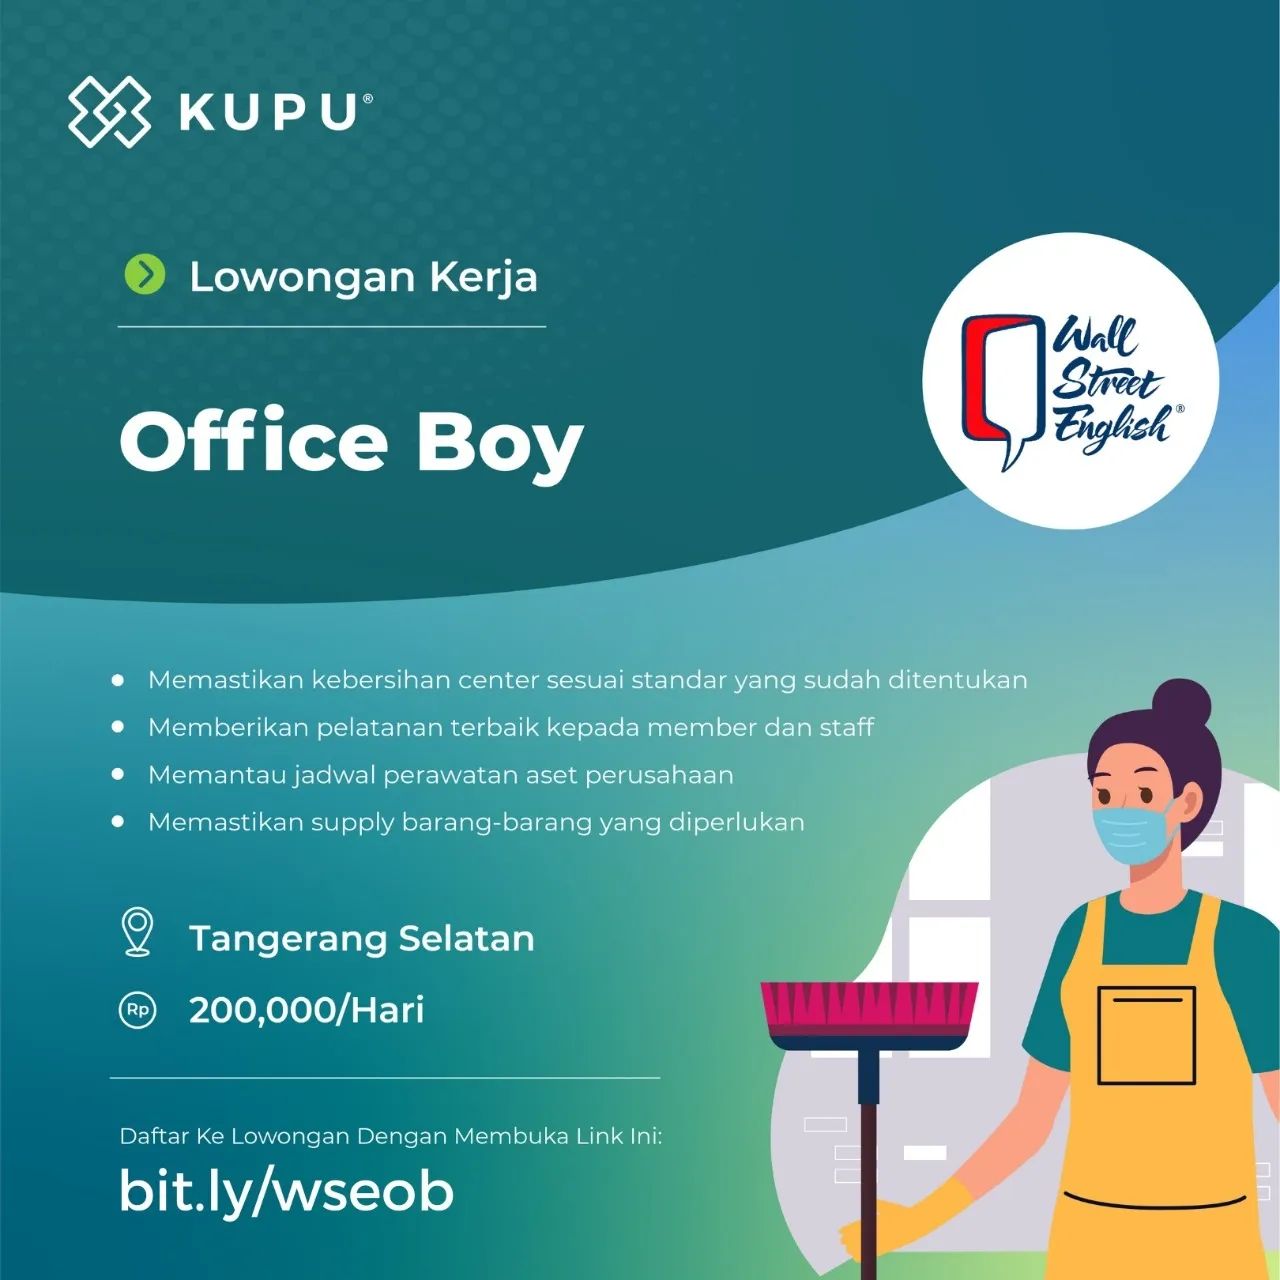 KUPU®
Lowongan Kerja
Wall
Street
English®
Office Boy
Memastikan kebersihan center sesuai standar yang sudah ditentukan
Memberikan pelatanan terbaik kepada member dan staff
Memantau jadwal perawatan aset perusahaan
Memastikan supply barang-barang yang diperlukan
Tangerang Selatan
Rp 200,000/Hari
Daftar Ke Lowongan Dengan Membuka Link Ini:
bit.ly/wseob